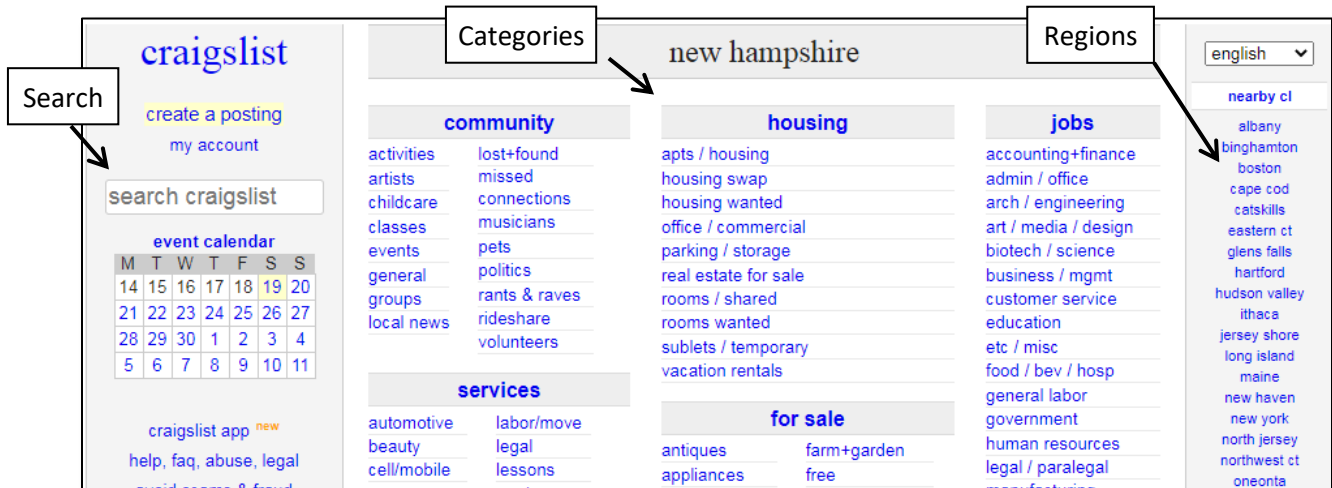 Search
Categories
Regions
craigslist
create a posting
my account
search craigslist
event calendar
M T W T F S S
14 15 16 17 18 19 20
21 22 23 24 25 26 27
28 29 30 1 2 3 4
5 6 7 8 9 10 11
craigslist app new
help, faq, abuse, legal
new hampshire
community
activities
artists
childcare
classes
events
general
groups
local news
lost+found
missed
connections
musicians
pets
politics
rants & raves
rideshare
volunteers
services
automotive
beauty
cell/mobile
labor/move
legal
lessons
housing
apts / housing
housing swap
housing wanted
office / commercial
parking / storage
real estate for sale
rooms / shared
rooms wanted
sublets / temporary
vacation rentals
for sale
antiques
appliances
farm+garden
free
jobs
accounting+finance
admin / office
arch / engineering
art / media / design
biotech / science
business / mgmt
customer service
education
etc / misc
food / bev / hosp
general labor
government
human resources
legal / paralegal
english
nearby cl
albany
binghamton
boston
cape cod
catskills
eastern ct
glens falls
hartford
hudson valley
ithaca
jersey shore
long island
maine
new haven
new york
north jersey
northwest ct
oneonta